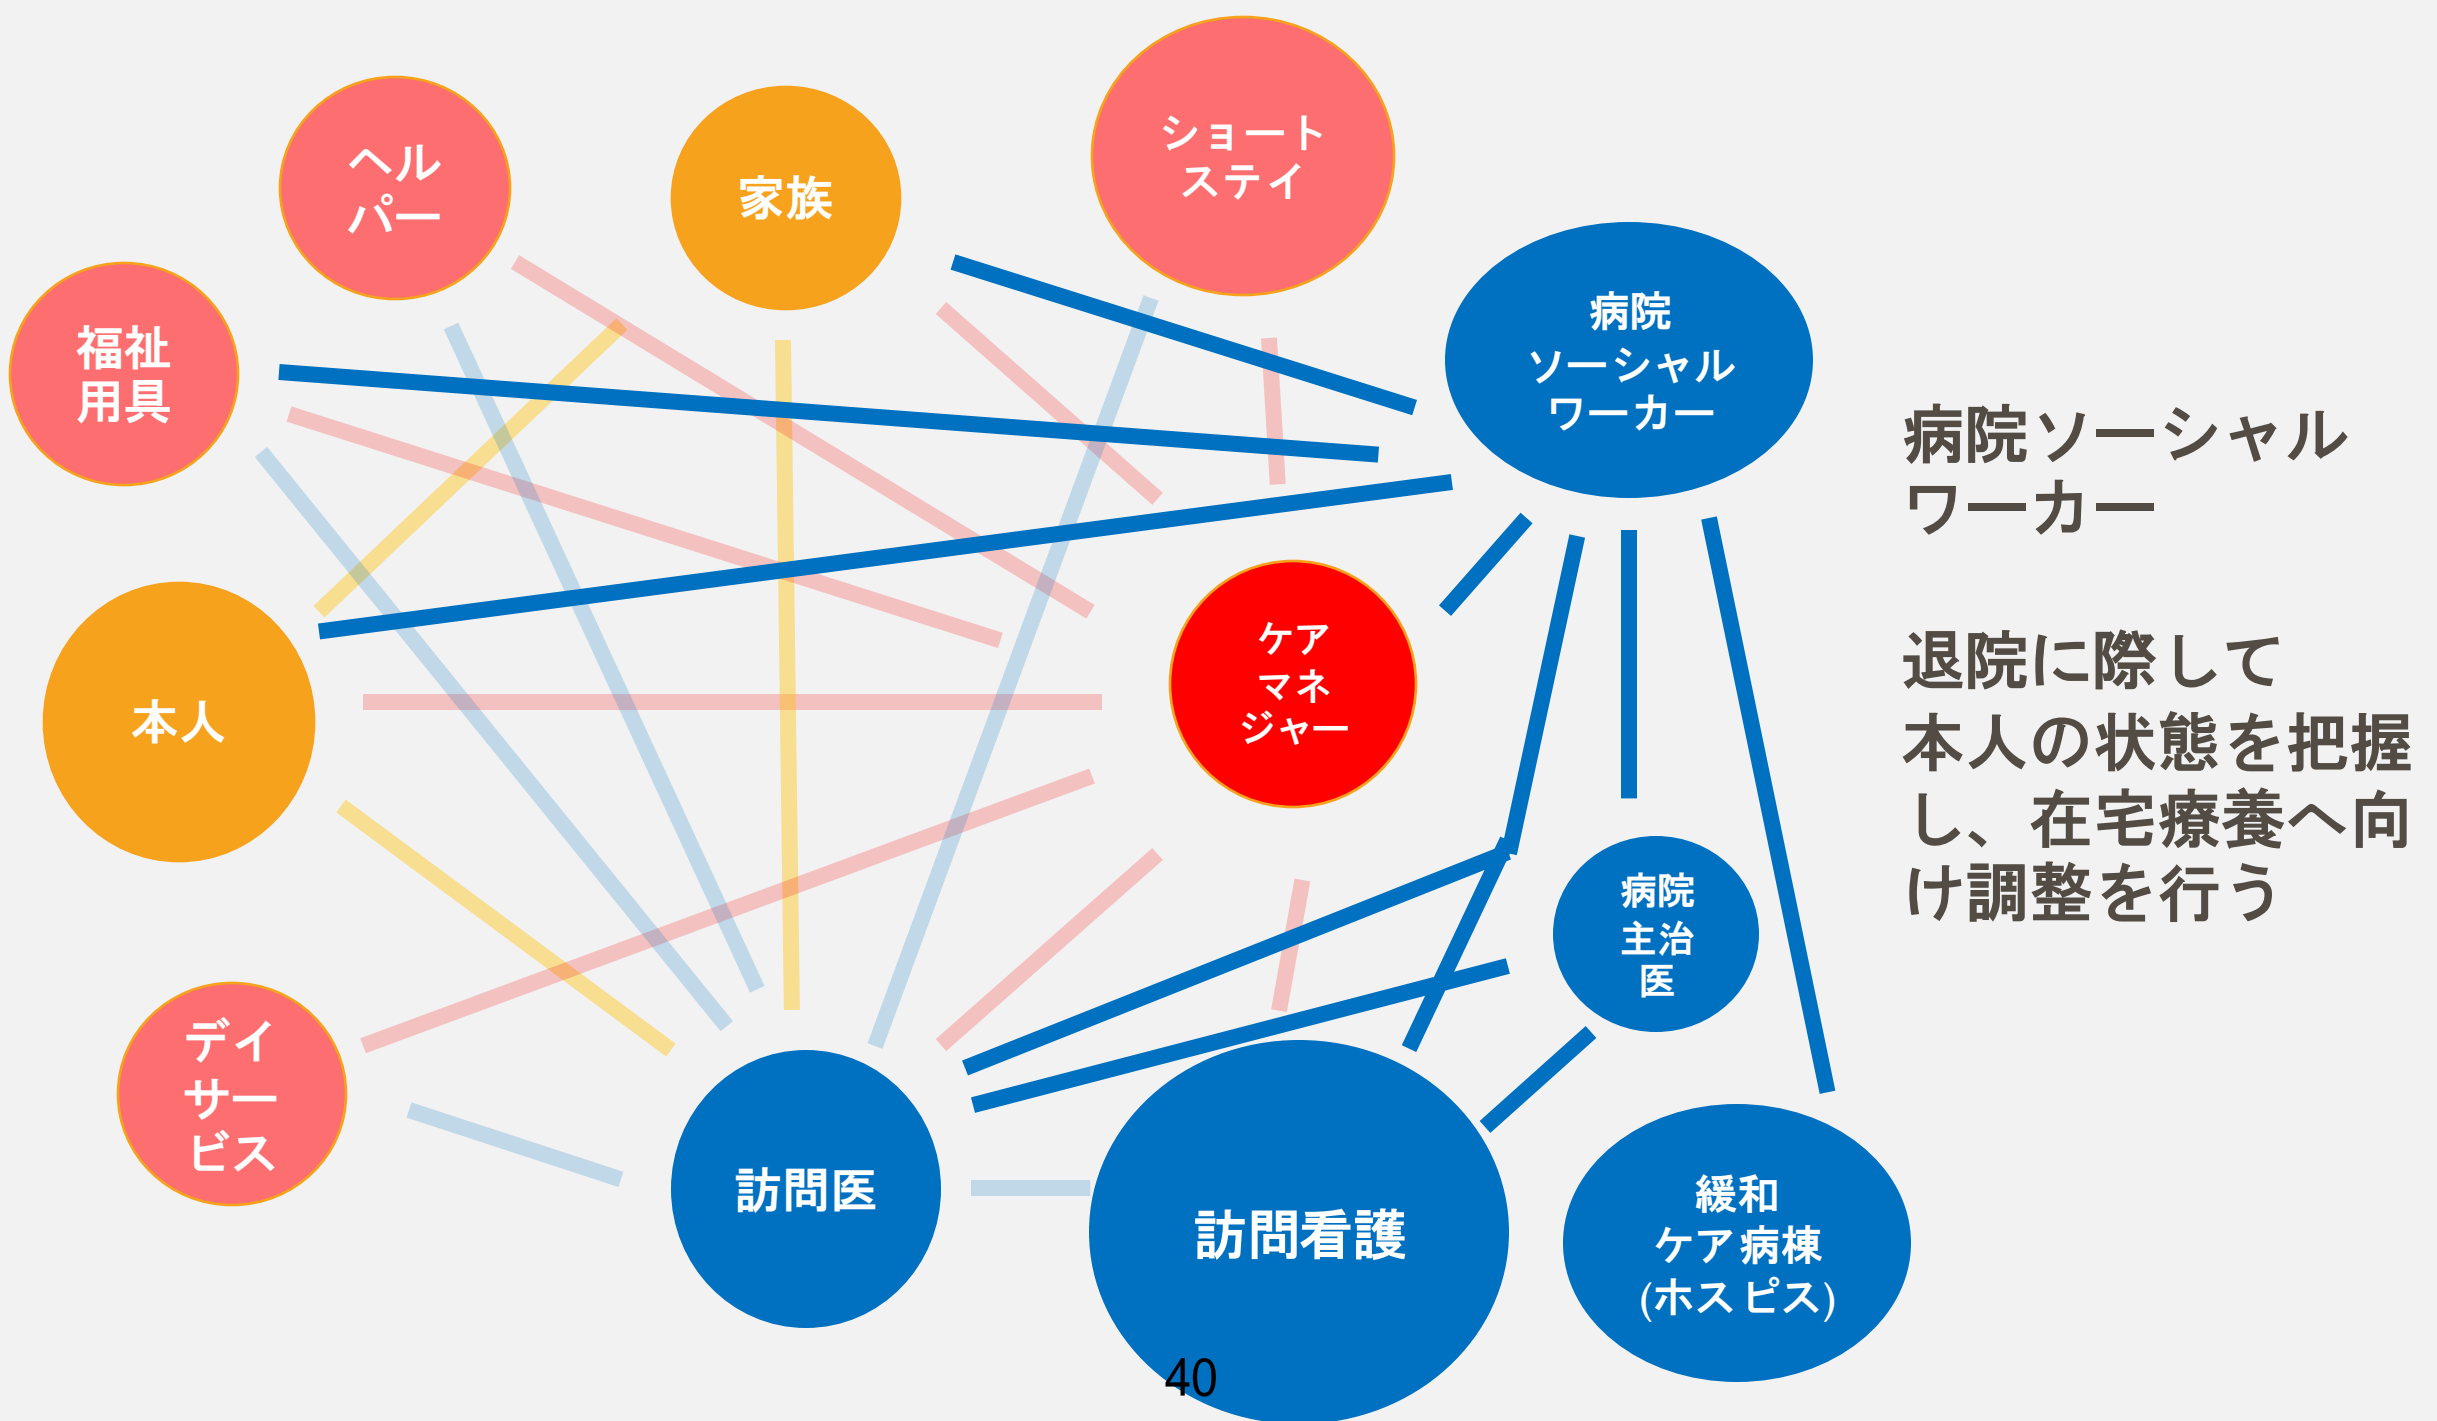 ヘル
パー
家族
ショート
ステイ
福祉
用具
病院
ソーシャル
ワーカー
本人
ケア
マネ
ジャー
病院
主治
医
デイ
サー
ビス
訪問医
訪問看護
緩和
ケア病棟
(ホスピス)
40
病院ソーシャル
ワーカー
退院に際して
本人の状態を把握
し、在宅療養へ向
け調整を行う